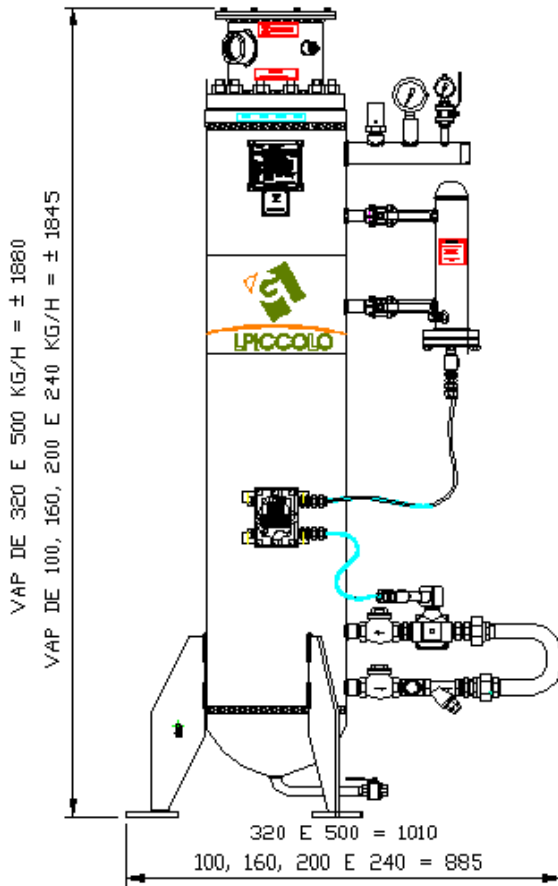 VAP DE 320 E 500 KG/H = ± 1880
VAP DE 100, 160, 200 E 240 KG/H = ± 1845
LPICCOLO
320 E 500 = 1010
100, 160, 200 E 240 = 885